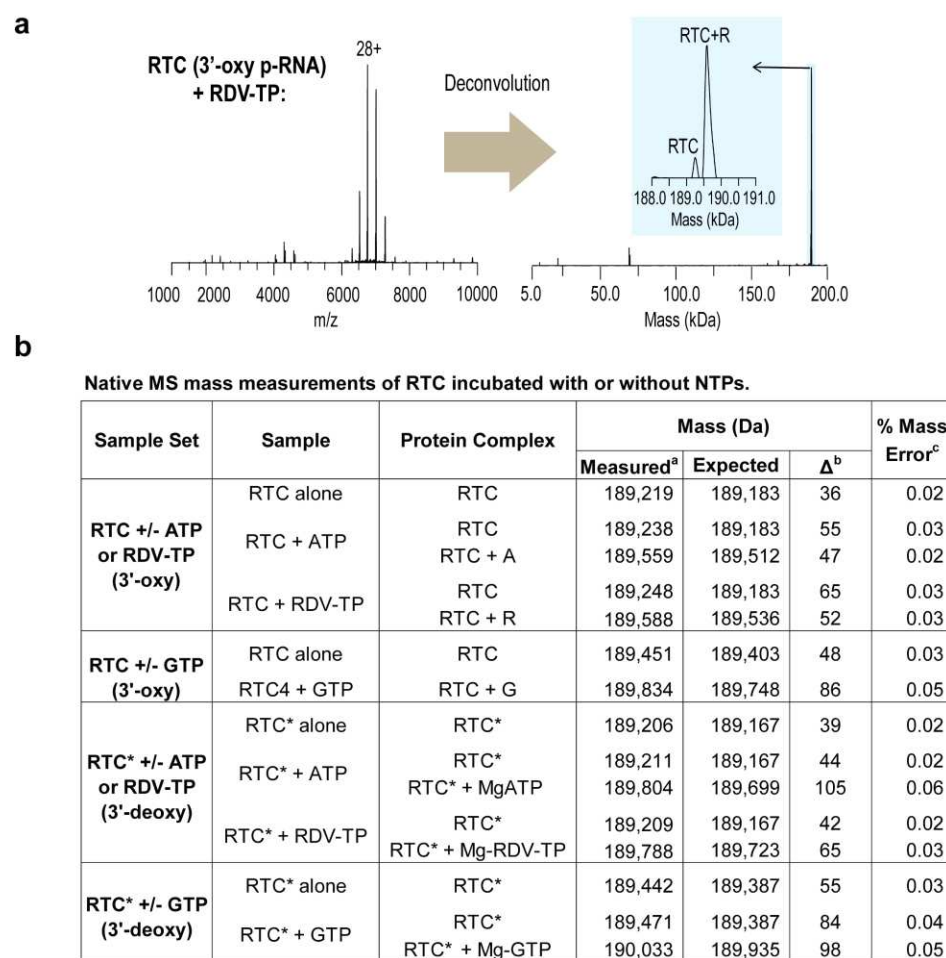 a
RTC (3'-oxy p-RNA)
+ RDV-TP:
28+
Deconvolution
RTC+R
RTC
188.0 189.0 190.0 191.0
Mass (kDa)
1000 2000 4000 6000 8000 10000
m/z
5.0 50.0 100.0 150.0 200.0
Mass (kDa)
b
Native MS mass measurements of RTC incubated with or without NTPs.
Sample Set Sample Protein Complex Mass (Da) % Mass Error^c
Measured^a Expected Δ^b
RTC +/- ATP or RDV-TP (3'-oxy)
RTC alone RTC 189,219 189,183 36 0.02
RTC + ATP RTC 189,238 189,183 55 0.03
RTC + A 189,559 189,512 47 0.02
RTC + RDV-TP RTC 189,248 189,183 65 0.03
RTC + R 189,588 189,536 52 0.03
RTC +/- GTP (3'-oxy)
RTC alone RTC 189,451 189,403 48 0.03
RTC4 + GTP RTC + G 189,834 189,748 86 0.05
RTC* +/- ATP or RDV-TP (3'-deoxy)
RTC* alone RTC* 189,206 189,167 39 0.02
RTC* + ATP RTC* 189,211 189,167 44 0.02
RTC* + MgATP 189,804 189,699 105 0.06
RTC* + RDV-TP RTC* 189,209 189,167 42 0.02
RTC* + Mg-RDV-TP 189,788 189,723 65 0.03
RTC* +/- GTP (3'-deoxy)
RTC* alone RTC* 189,442 189,387 55 0.03
RTC* + GTP RTC* 189,471 189,387 84 0.04
RTC* + Mg-GTP 190,033 189,935 98 0.05